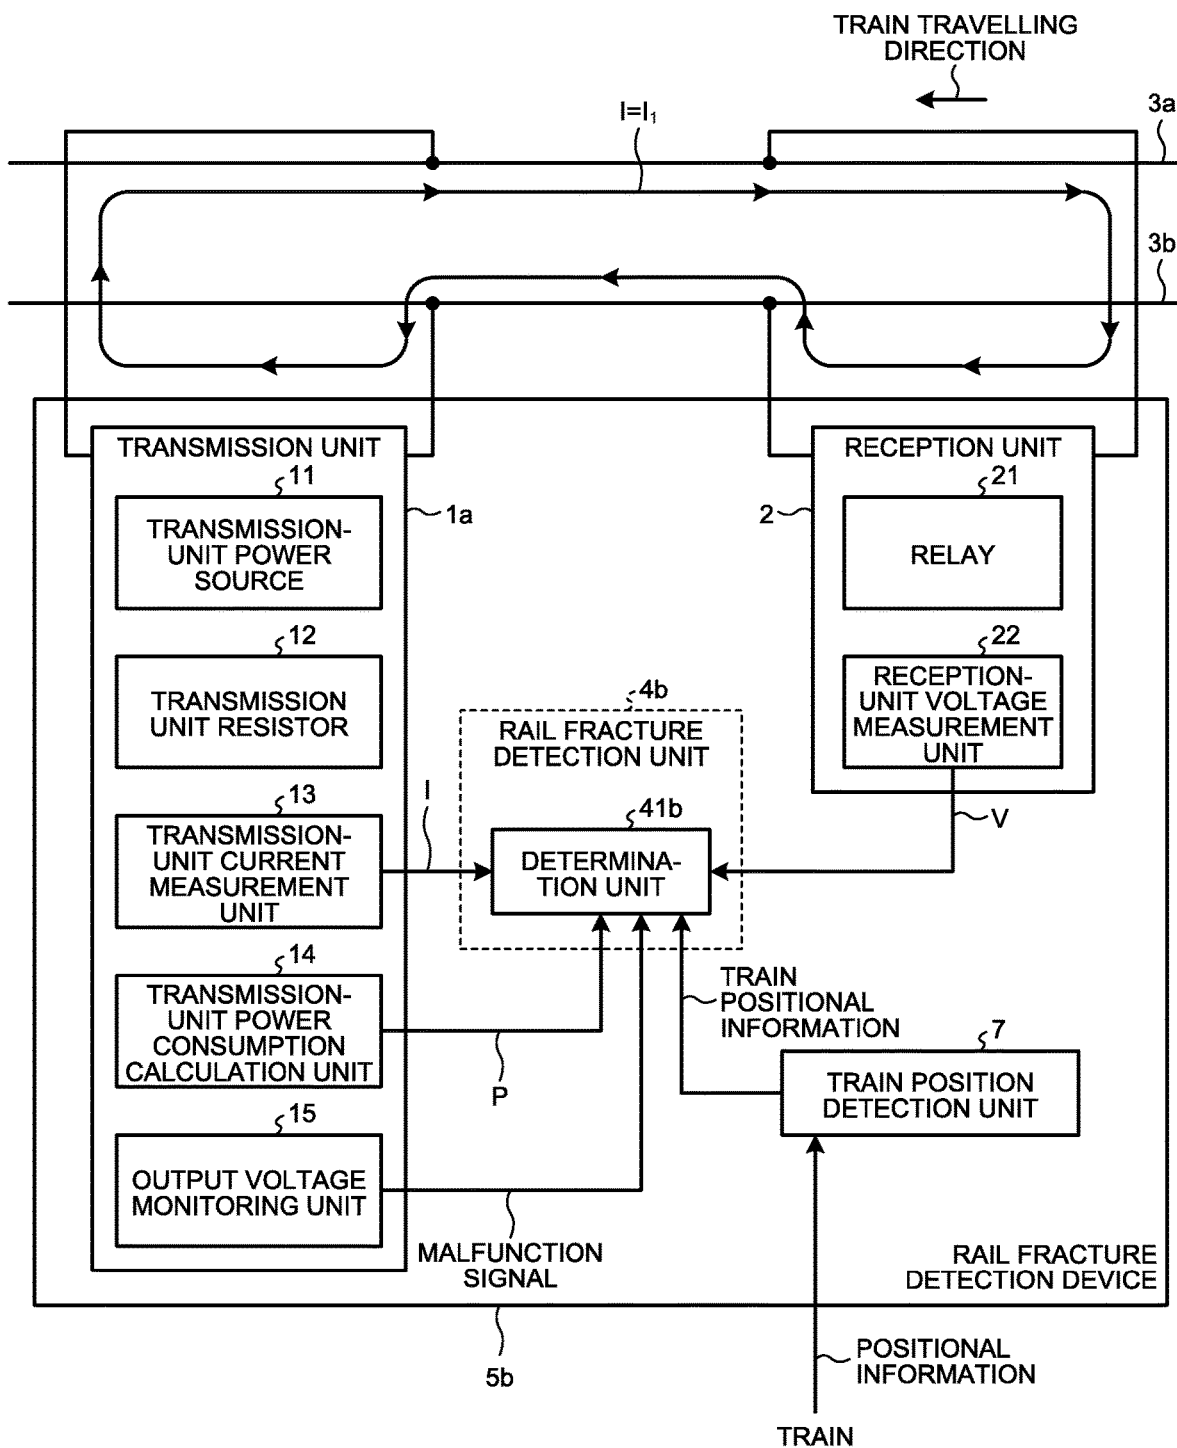 TRAIN TRAVELLING
DIRECTION
I=I₁
3a
3b
TRANSMISSION UNIT
11
TRANSMISSION-
UNIT POWER
SOURCE
1a
12
TRANSMISSION
UNIT RESISTOR
13
TRANSMISSION-
UNIT CURRENT
MEASUREMENT
UNIT
I
14
TRANSMISSION-
UNIT POWER
CONSUMPTION
CALCULATION UNIT
P
15
OUTPUT VOLTAGE
MONITORING UNIT
MALFUNCTION
SIGNAL
4b
RAIL FRACTURE
DETECTION UNIT
41b
DETERMINA-
TION UNIT
RECEPTION UNIT
21
2
RELAY
22
RECEPTION-
UNIT VOLTAGE
MEASUREMENT
UNIT
V
TRAIN
POSITIONAL
INFORMATION
7
TRAIN POSITION
DETECTION UNIT
RAIL FRACTURE
DETECTION DEVICE
5b
POSITIONAL
INFORMATION
TRAIN